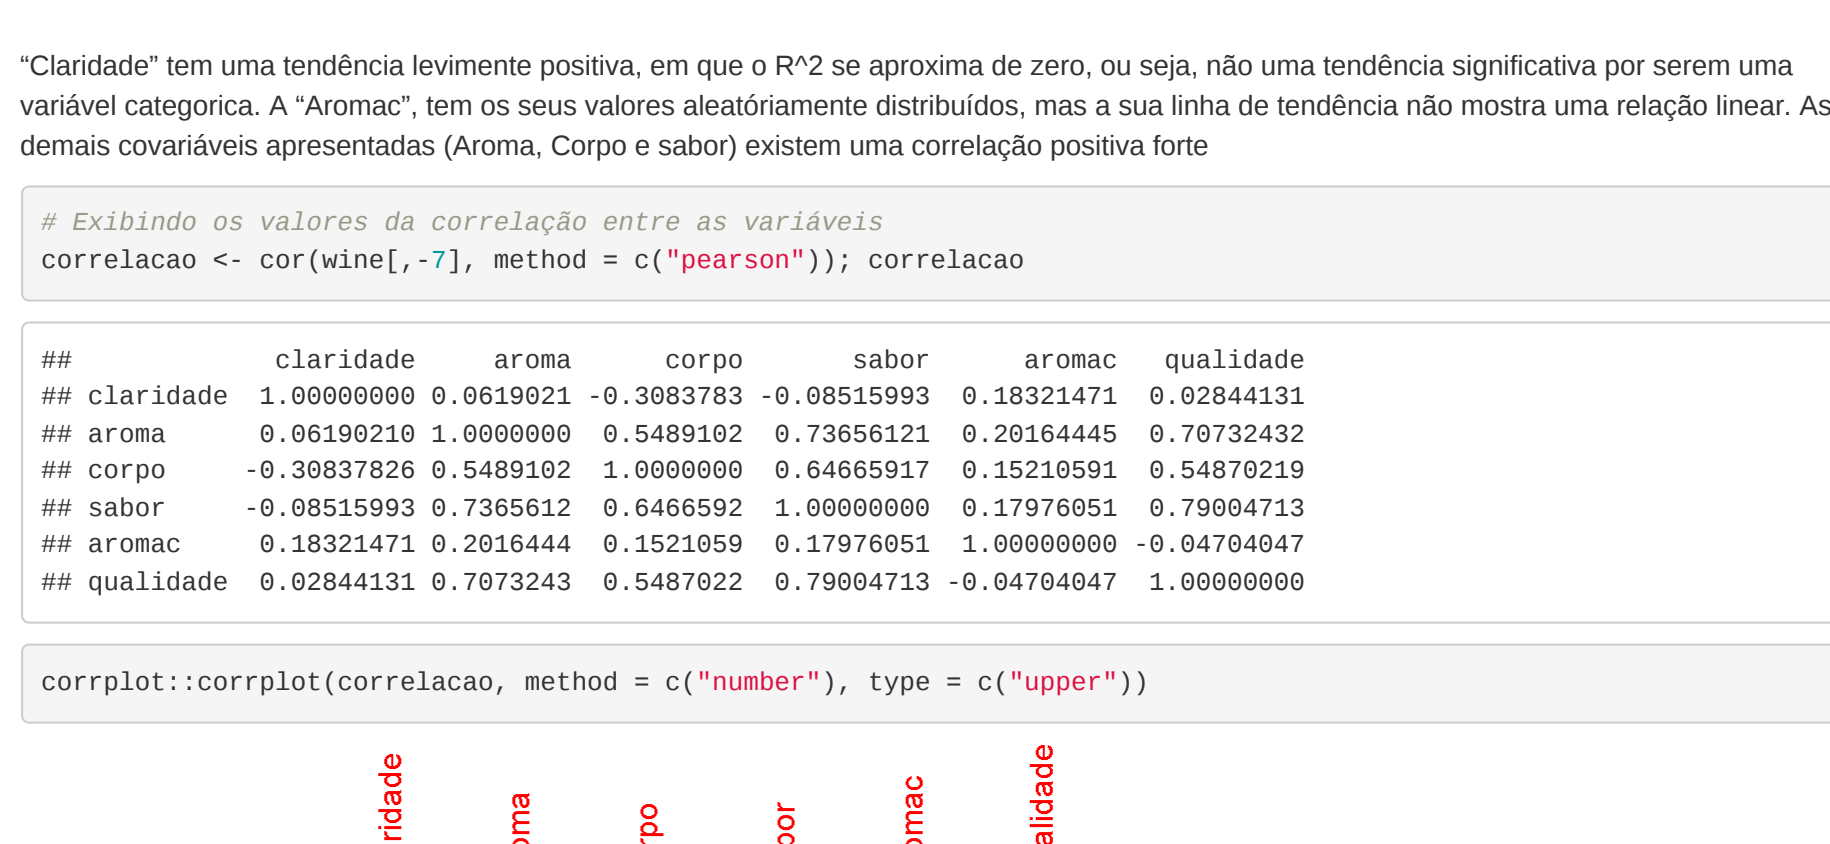 “Claridade” tem uma tendência levimente positiva, em que o R^2 se aproxima de zero, ou seja, não uma tendência significativa por serem uma
variável categorica. A “Aromac”, tem os seus valores aleatóriamente distribuídos, mas a sua linha de tendência não mostra uma relação linear. As
demais covariáveis apresentadas (Aroma, Corpo e sabor) existem uma correlação positiva forte
# Exibindo os valores da correlação entre as variáveis
correlacao <- cor(wine[,-7], method = c("pearson")); correlacao
##             claridade     aroma      corpo       sabor      aromac   qualidade
## claridade  1.00000000 0.0619021 -0.3083783 -0.08515993  0.18321471  0.02844131
## aroma      0.06190210 1.0000000  0.5489102  0.73656121  0.20164445  0.70732432
## corpo     -0.30837826 0.5489102  1.0000000  0.64665917  0.15210591  0.54870219
## sabor     -0.08515993 0.7365612  0.6466592  1.00000000  0.17976051  0.79004713
## aromac     0.18321471 0.2016444  0.1521059  0.17976051  1.00000000 -0.04704047
## qualidade  0.02844131 0.7073243  0.5487022  0.79004713 -0.04704047  1.00000000
corrplot::corrplot(correlacao, method = c("number"), type = c("upper"))
ridade
oma
rpo
bor
omac
alidade